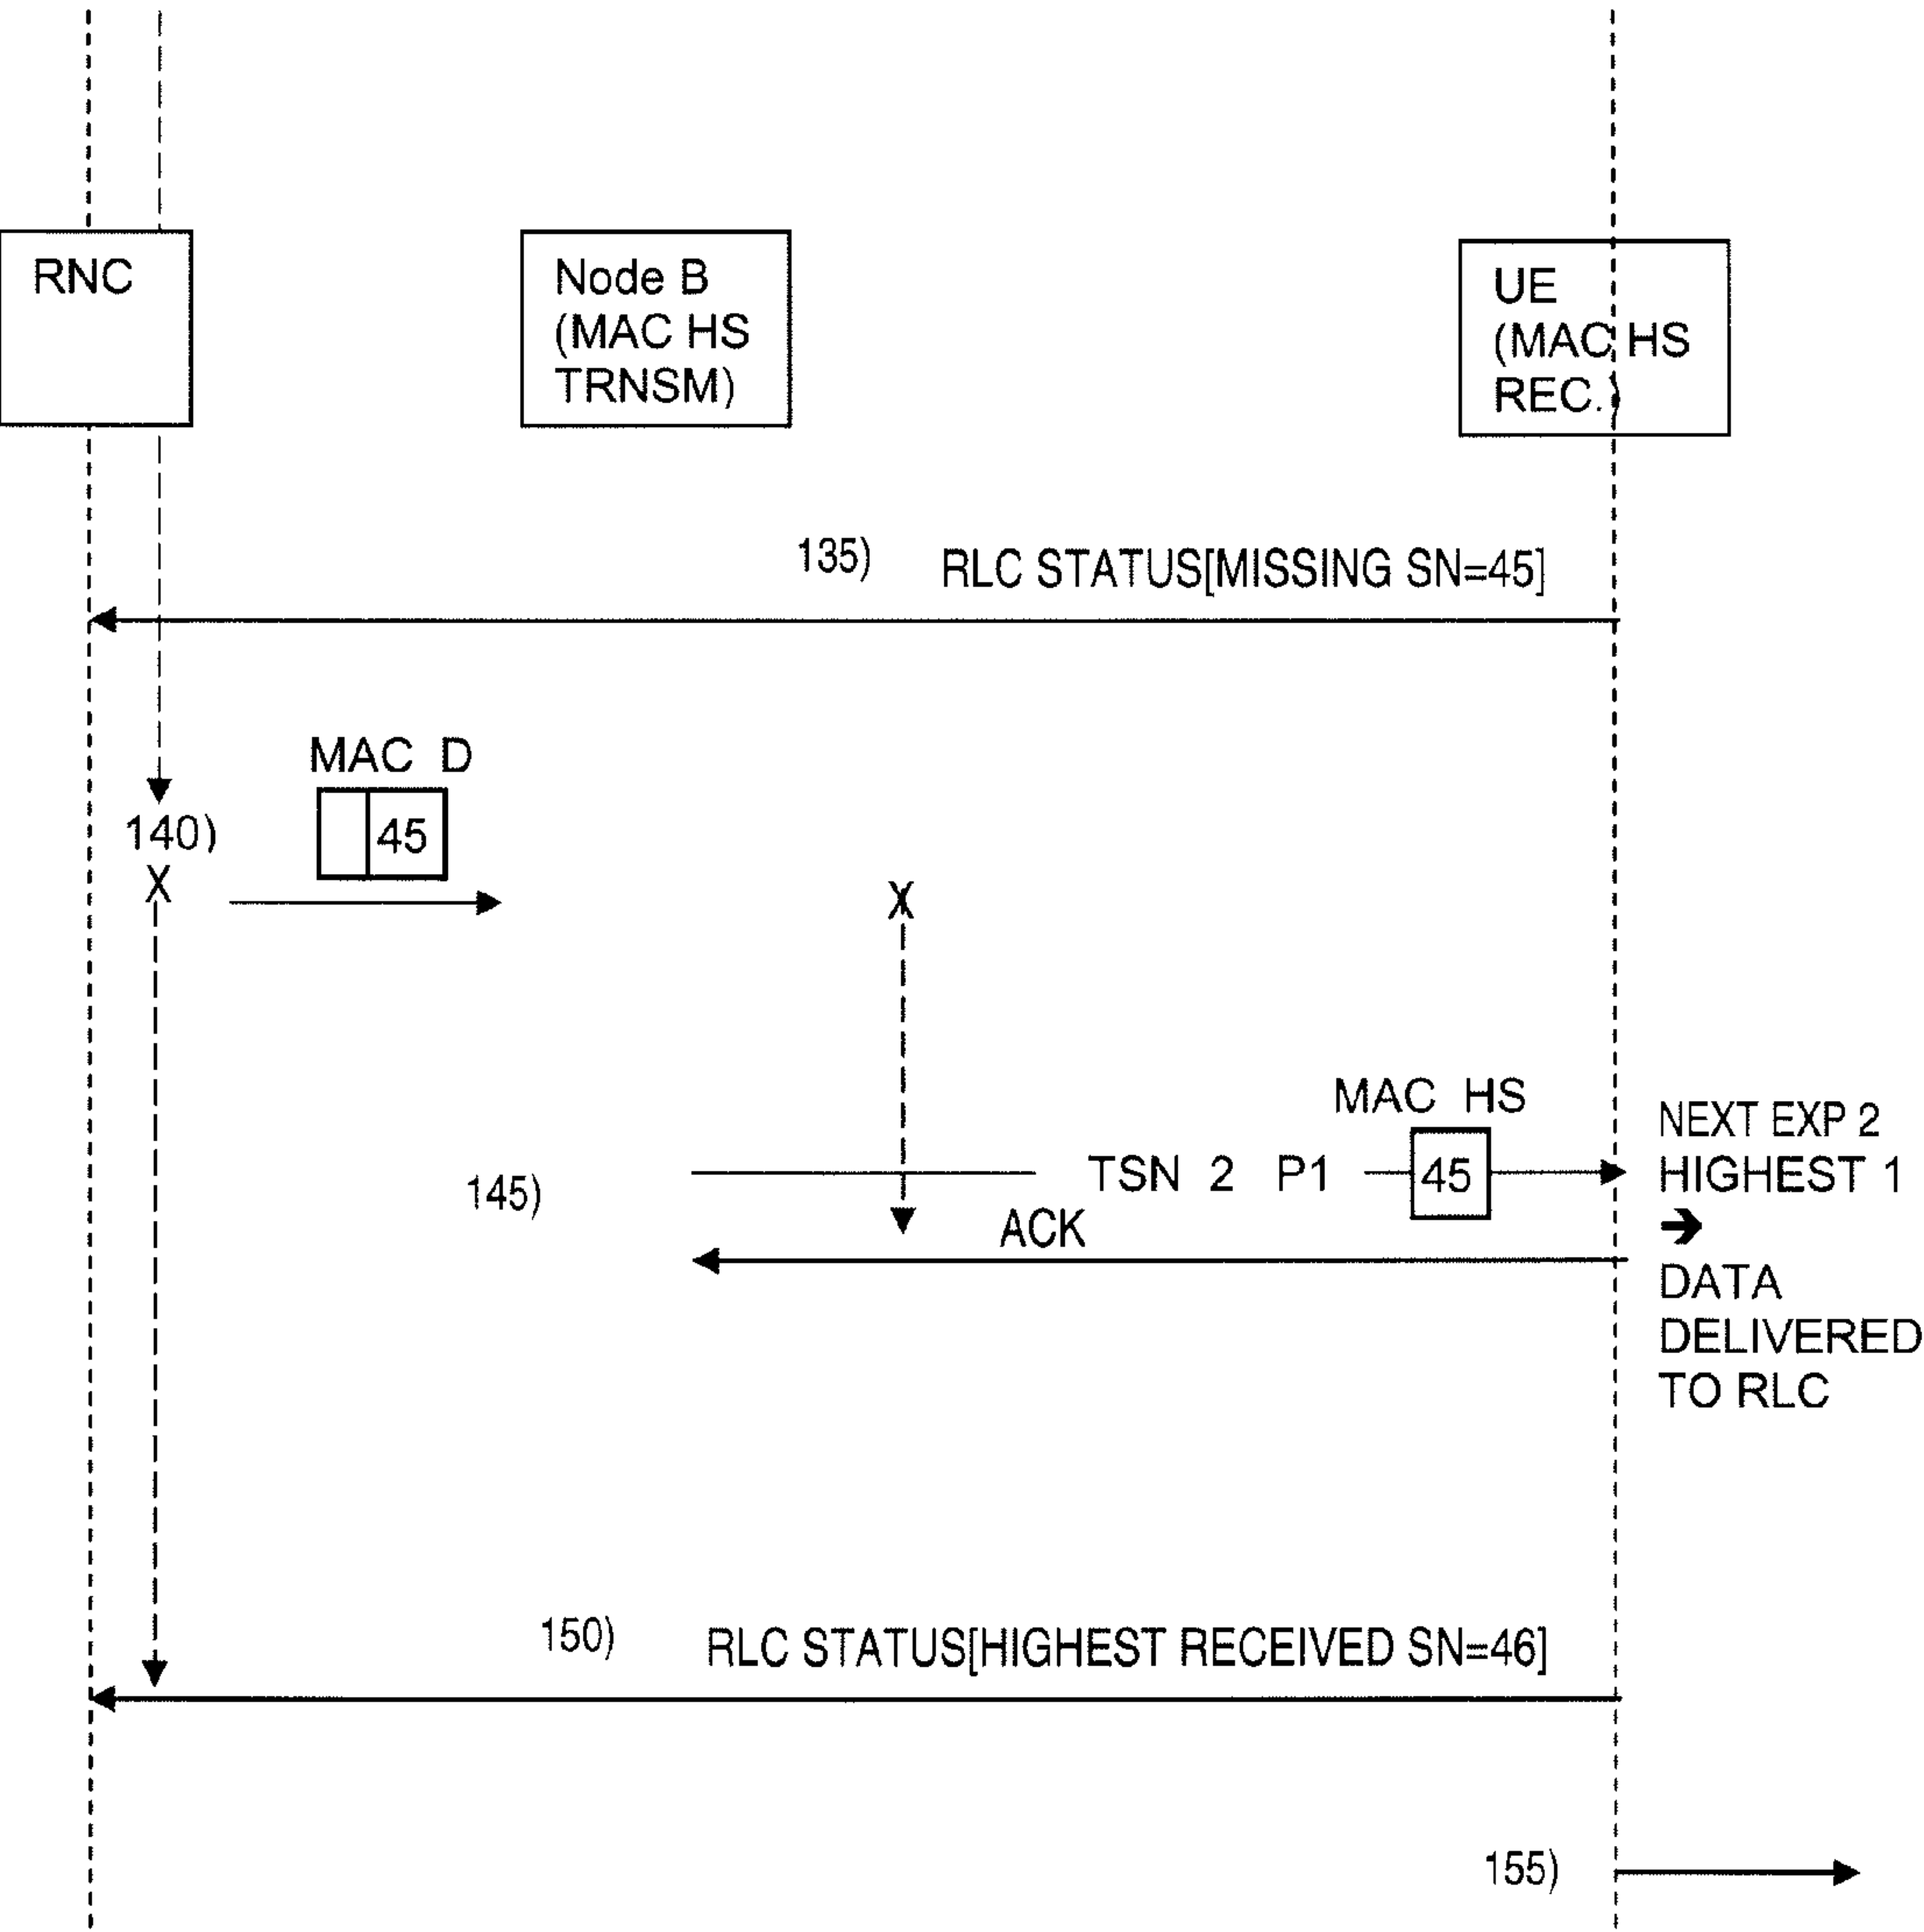 RNC
Node B
(MAC HS
TRNSM)
UE
(MAC HS
REC.)
135) RLC STATUS[MISSING SN=45]
MAC D
140)
45
X
X
MAC HS
145)
TSN 2 P1
45
NEXT EXP 2
HIGHEST 1
➔
DATA
DELIVERED
TO RLC
ACK
150) RLC STATUS[HIGHEST RECEIVED SN=46]
155)